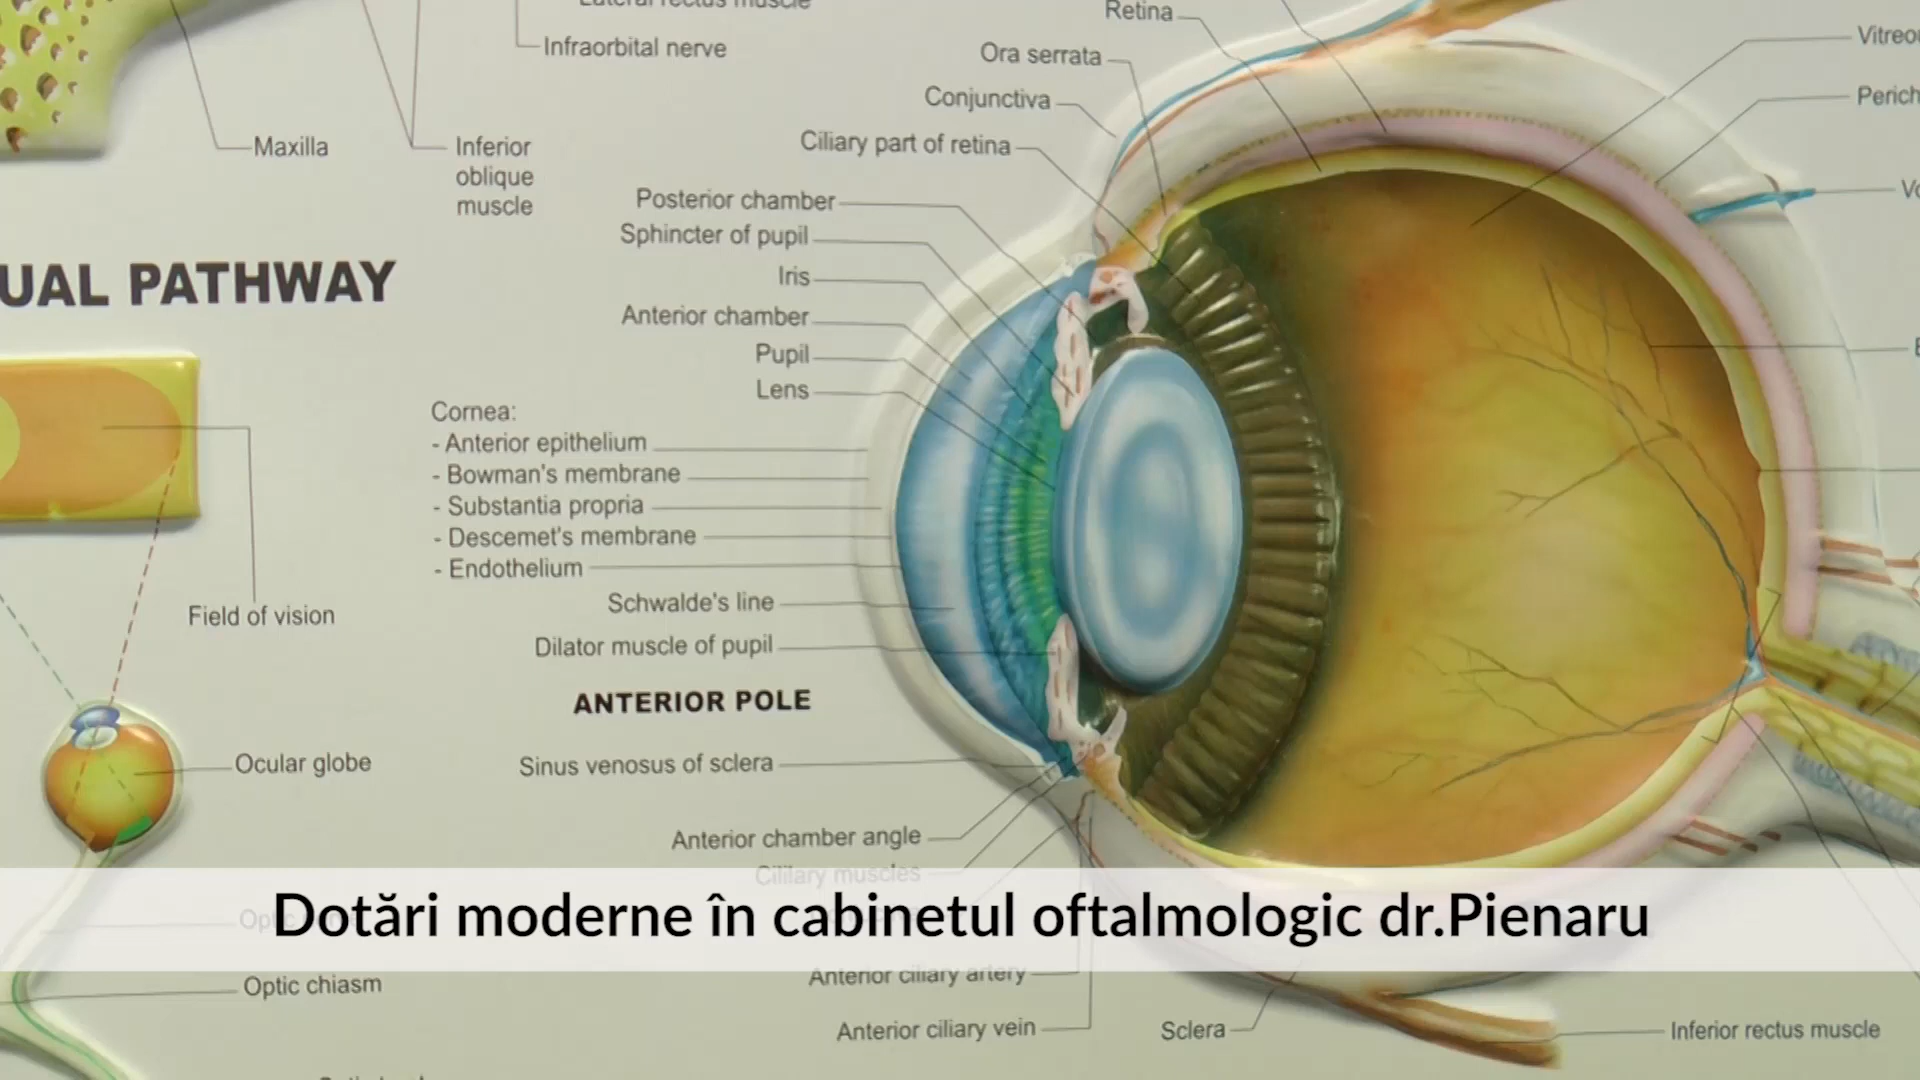 Infraorbital nerve
Maxilla
Inferior
oblique
muscle
UAL PATHWAY
Field of vision
Ocular globe
Optic chiasm
Retina
Ora serrata
Conjunctiva
Ciliary part of retina
Posterior chamber
Sphincter of pupil
Iris
Anterior chamber
Pupil
Lens
Cornea:
- Anterior epithelium
- Bowman's membrane
- Substantia propria
- Descemet's membrane
- Endothelium
Schwalde's line
Dilator muscle of pupil
ANTERIOR POLE
Sinus venosus of sclera
Anterior chamber angle
Cililary muscles
Dotări moderne în cabinetul oftalmologic dr.Pienaru
Anterior ciliary artery
Anterior ciliary vein
Sclera
Inferior rectus muscle
Vitreou
Perich